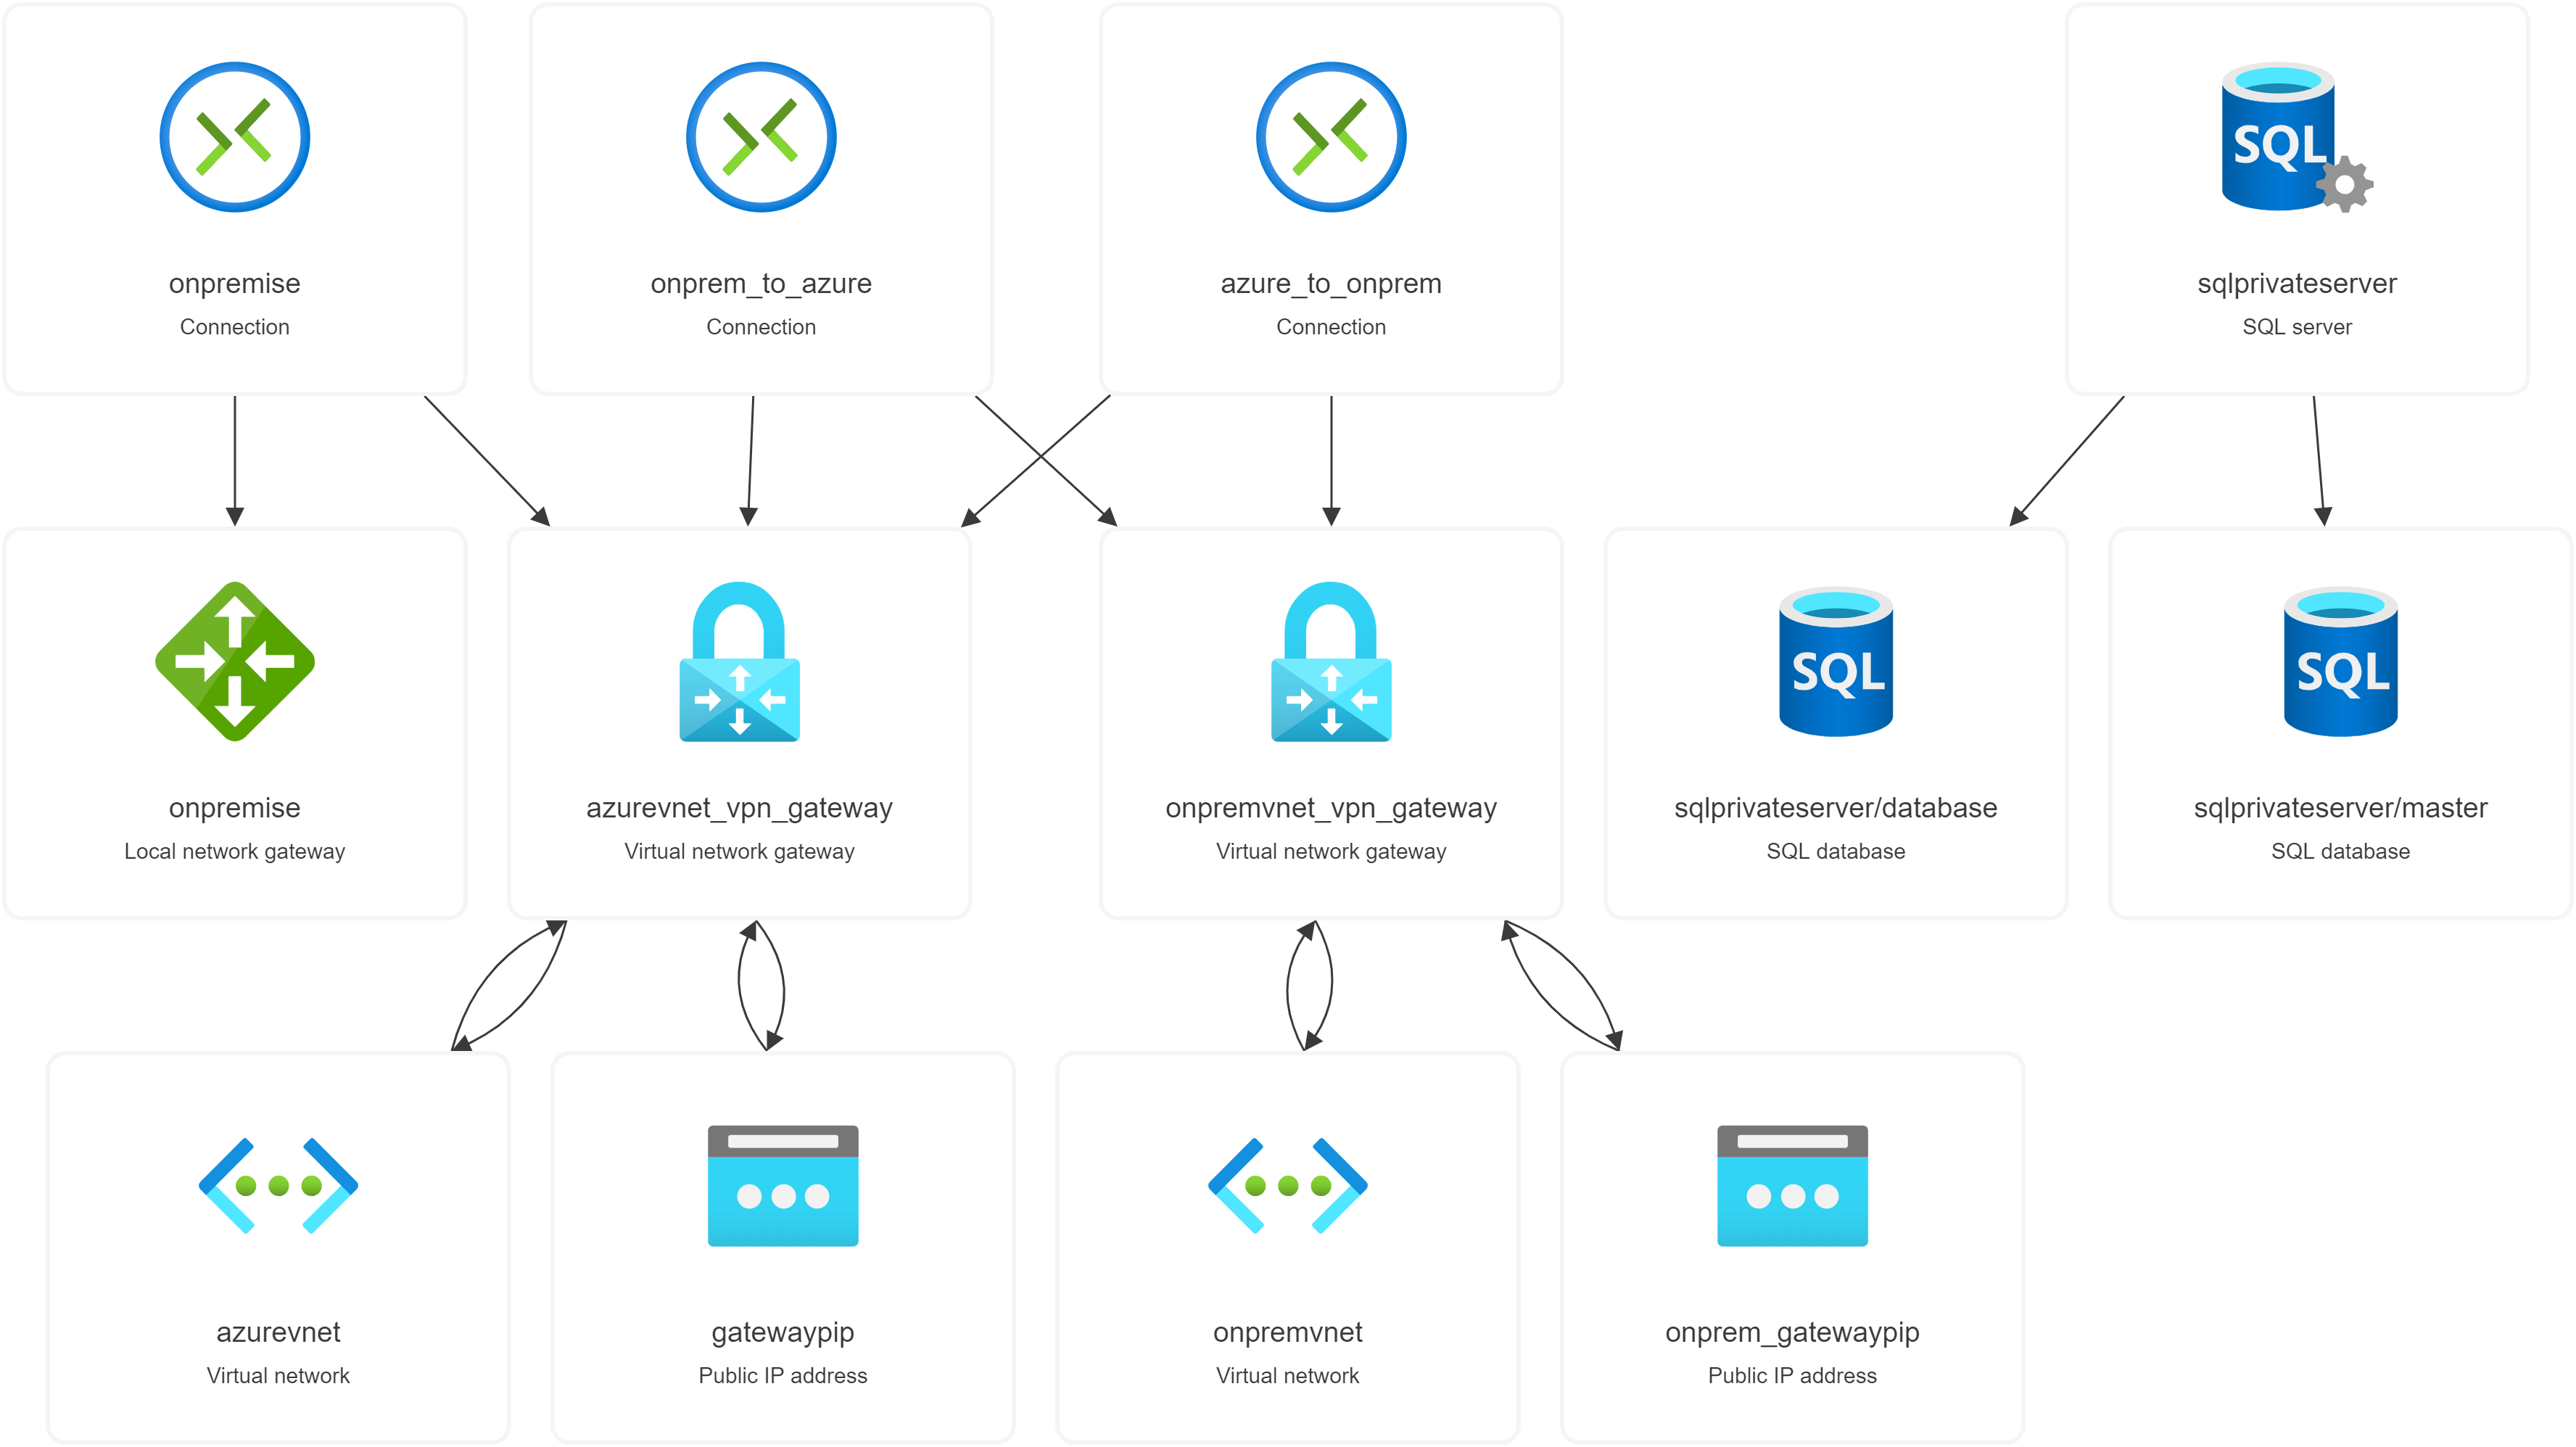 SQL
onpremise
Connection
onprem_to_azure
Connection
azure_to_onprem
Connection
sqlprivateserver
SQL server
SQL
SQL
onpremise
Local network gateway
azurevnet_vpn_gateway
Virtual network gateway
onpremvnet_vpn_gateway
Virtual network gateway
sqlprivateserver/database
SQL database
sqlprivateserver/master
SQL database
azurevnet
Virtual network
gatewaypip
Public IP address
onpremvnet
Virtual network
onprem_gatewaypip
Public IP address